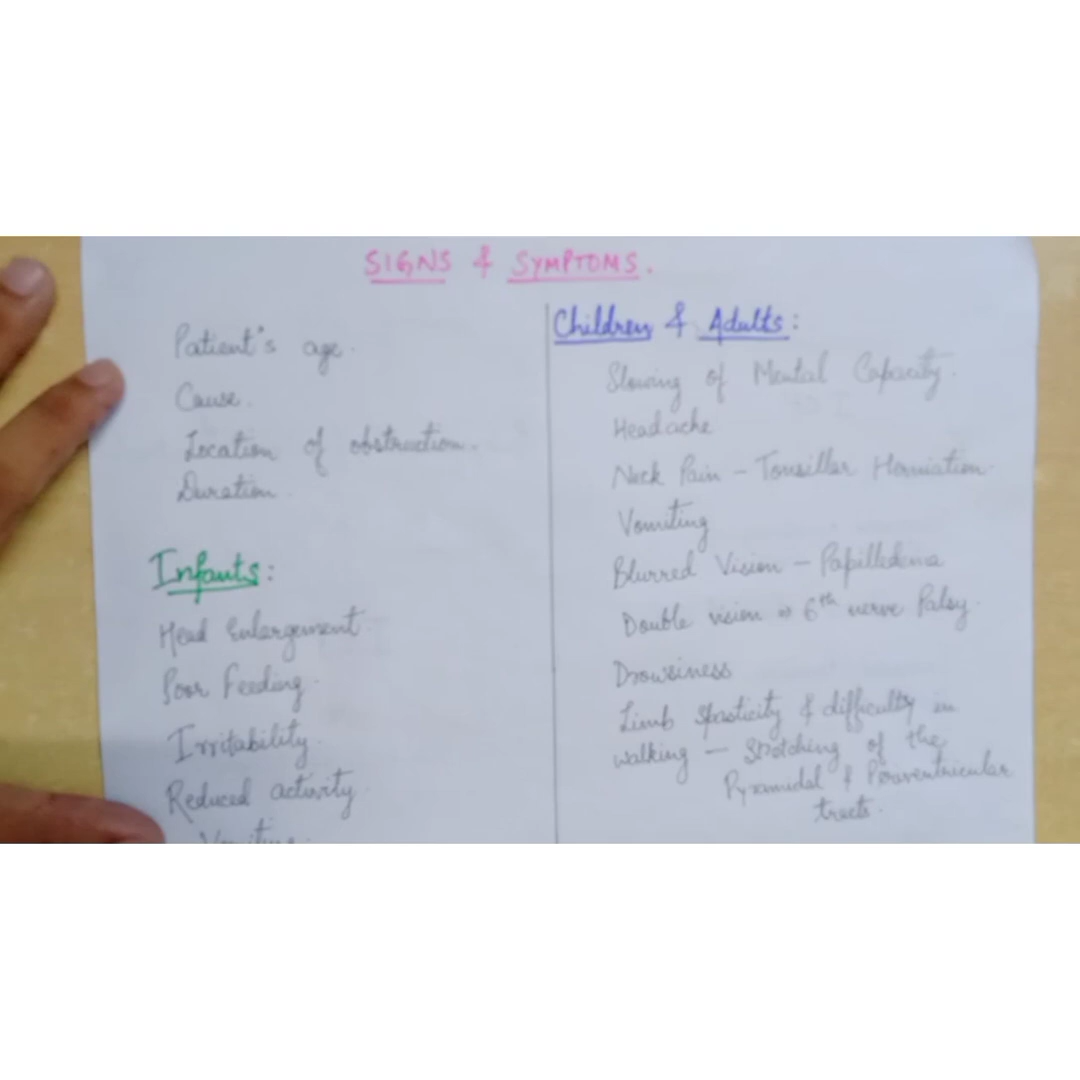 SIGNS & SYMPTOMS.
Patient's age.
Cause.
Location of obstruction.
Duration.
Infants:
Head Enlargement.
Poor Feeding.
Irritability.
Reduced activity.
Vomiting.
Children & Adults:
Slowing of Mental Capacity.
Headache
Neck Pain – Tonsillar Herniation
Vomiting
Blurred Vision – Papilledema
Double vision ⇒ 6th nerve Palsy.
Drowsiness
Limb Spasticity & difficulty in
walking – of the
Pyramidal & Periventricular
tracts.